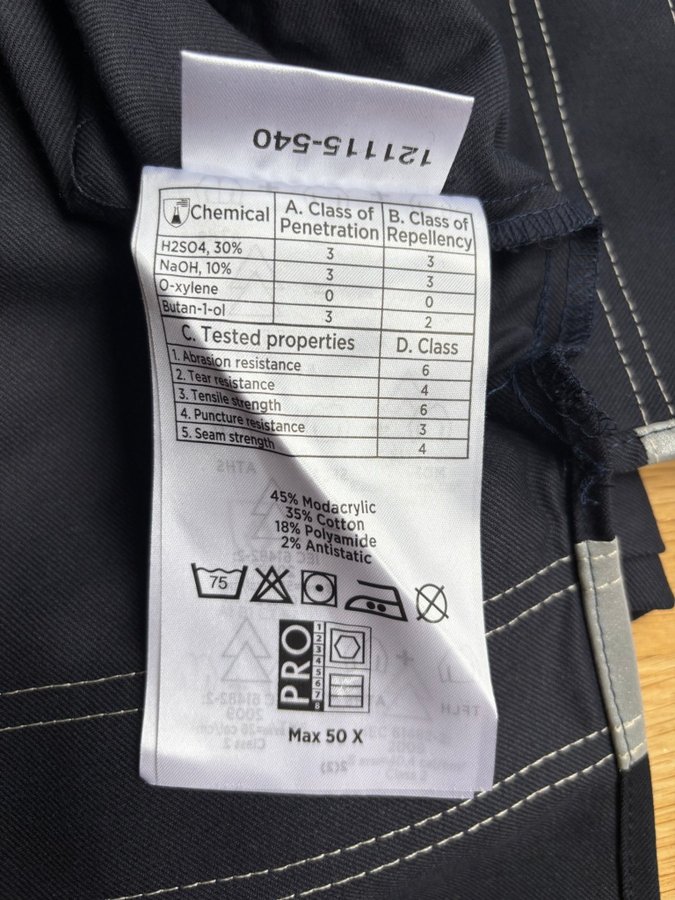 121115-540
Chemical A. Class of Penetration B. Class of Repellency
H2SO4, 30% 3 3
NaOH, 10% 3 3
O-xylene 0 0
Butan-1-ol 3 2
C. Tested properties D. Class
1. Abrasion resistance 6
2. Tear resistance 4
3. Tensile strength 6
4. Puncture resistance 3
5. Seam strength 4
45% Modacrylic
35% Cotton
18% Polyamide
2% Antistatic
75
PRO 1 2 3 4 5 6 7 8
Max 50 X